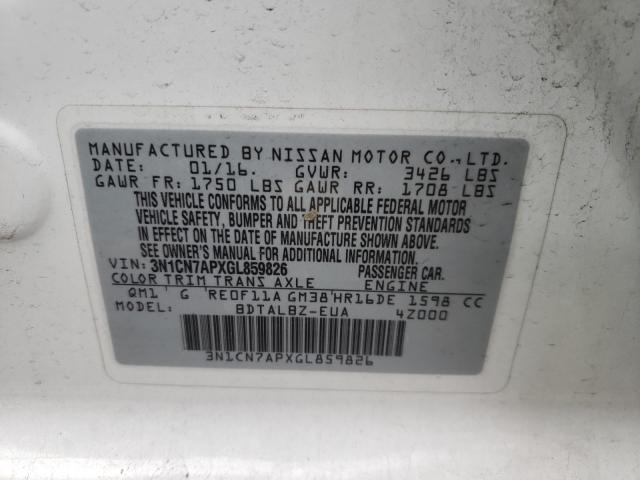 MANUFACTURED BY NISSAN MOTOR CO., LTD.
DATE: 01/16. GVWR: 3426 LBS
GAWR FR: 1750 LBS GAWR RR: 1708 LBS
THIS VEHICLE CONFORMS TO ALL APPLICABLE FEDERAL MOTOR
VEHICLE SAFETY, BUMPER AND THEFT PREVENTION STANDARDS
IN EFFECT ON THE DATE OF MANUFACTURE SHOWN ABOVE.
SEE OWNER'S MANUAL FOR ADDITIONAL INFORMATION.
VIN: 3N1CN7APXGL859826 PASSENGER CAR.
COLOR TRIM TRANS AXLE ENGINE
QM1 G RE0F11A GM38 HR16DE 1598 CC
MODEL: BDTALBZ-EUA 4Z000
3N1CN7APXGL859826